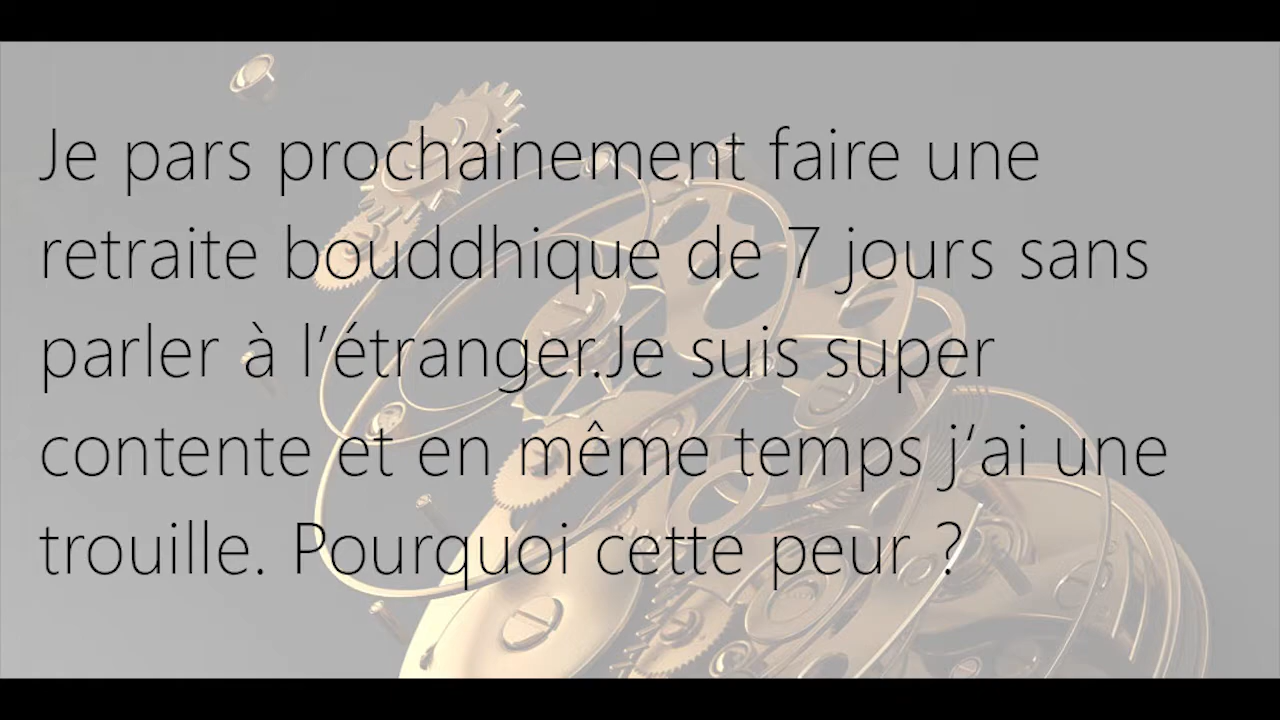 Je pars prochainement faire une
retraite bouddhique de 7 jours sans
parler à l’étranger.Je suis super
contente et en même temps j’ai une
trouille. Pourquoi cette peur ?